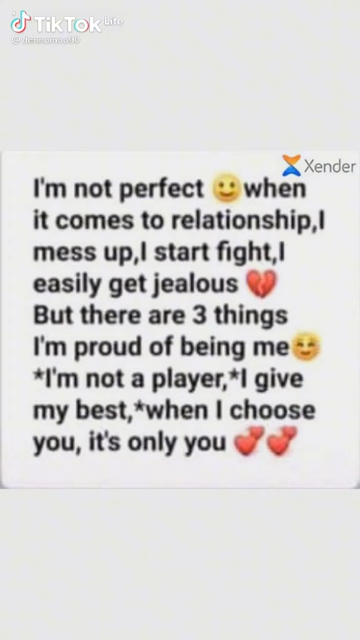 TikTok Life
Xender
I'm not perfect 🙂when
it comes to relationship,I
mess up,I start fight,I
easily get jealous 💔
But there are 3 things
I'm proud of being me☺️
*I'm not a player,*I give
my best,*when I choose
you, it's only you 💕💕